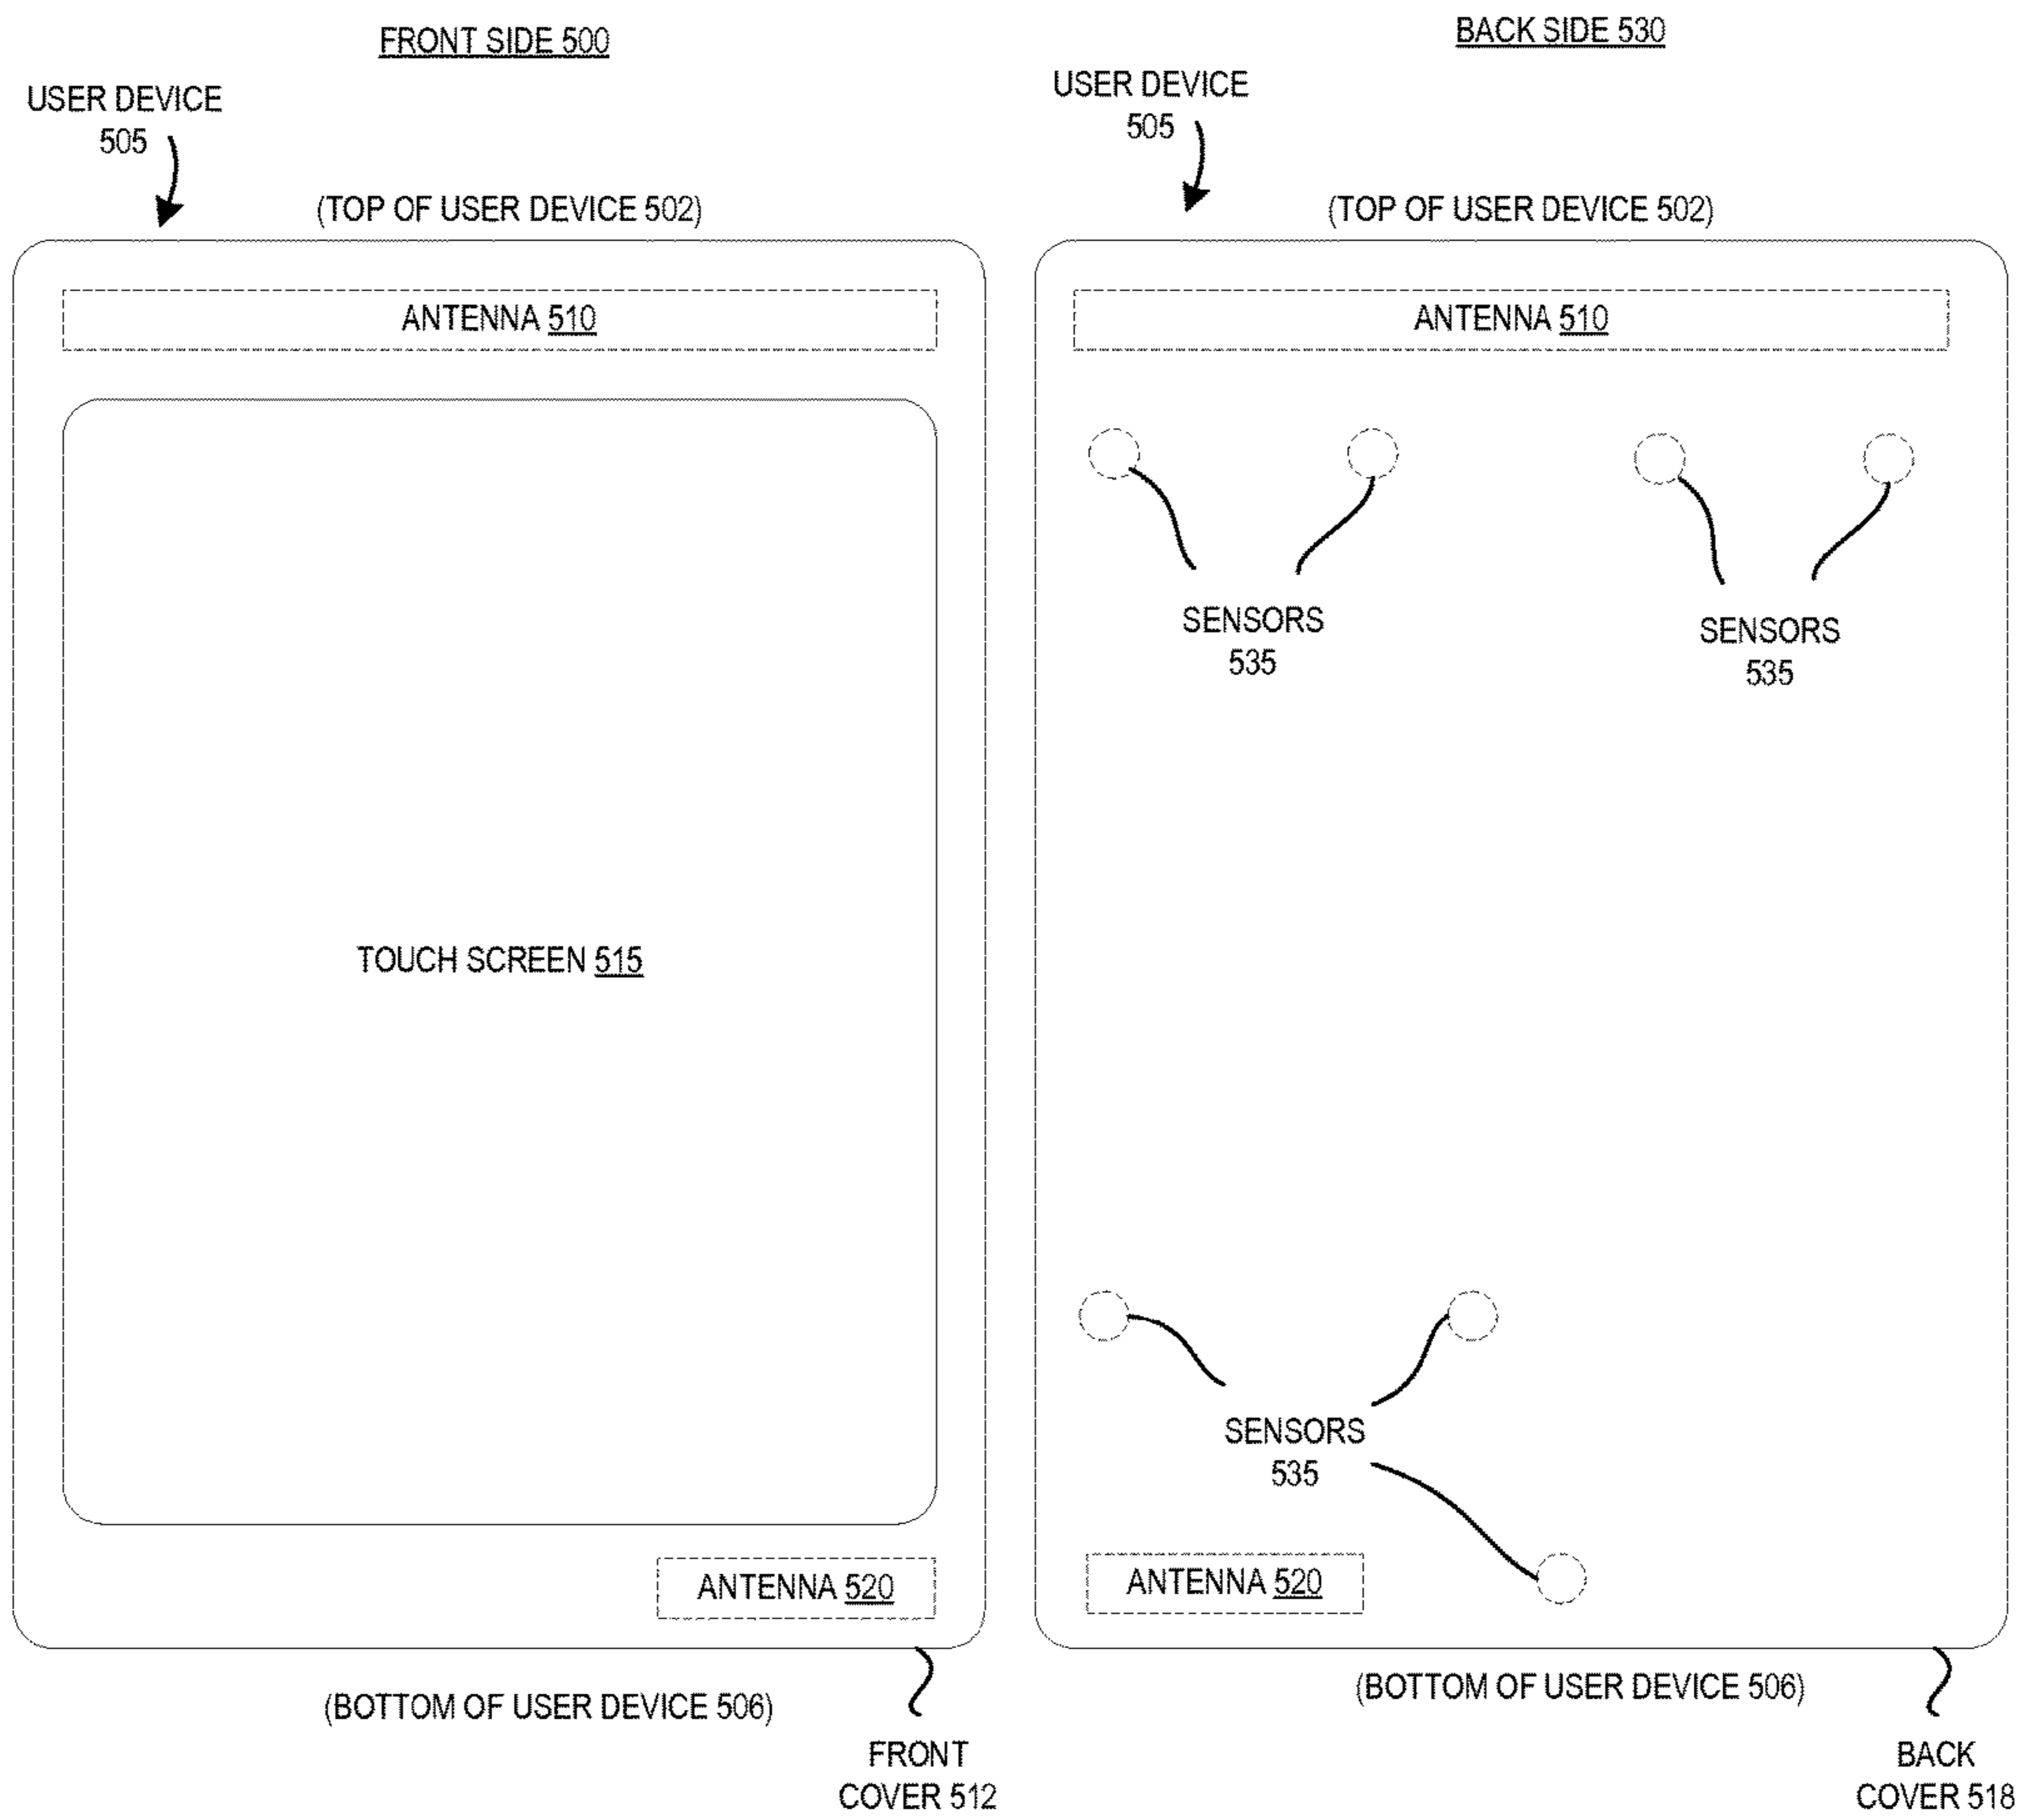 FRONT SIDE 500
USER DEVICE
505
(TOP OF USER DEVICE 502)
ANTENNA 510
TOUCH SCREEN 515
ANTENNA 520
(BOTTOM OF USER DEVICE 506)
FRONT
COVER 512
BACK SIDE 530
USER DEVICE
505
(TOP OF USER DEVICE 502)
ANTENNA 510
SENSORS
535
SENSORS
535
SENSORS
535
ANTENNA 520
(BOTTOM OF USER DEVICE 506)
BACK
COVER 518